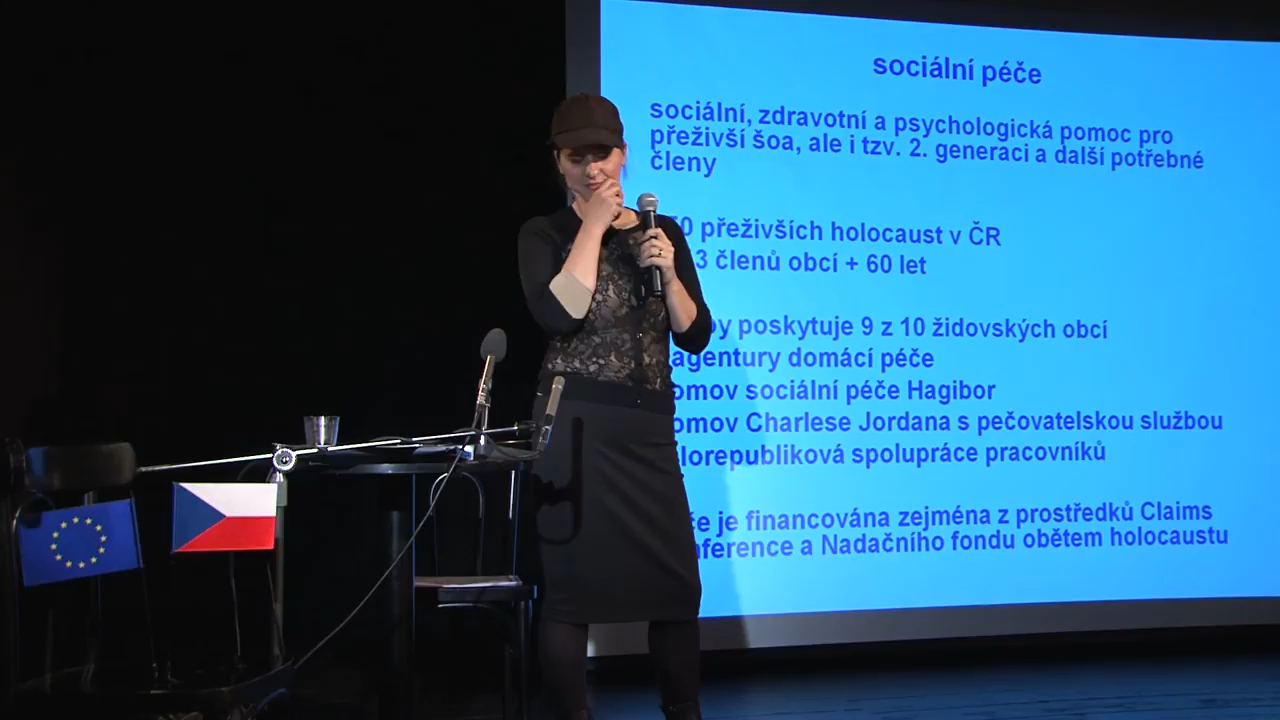 sociální péče
sociální, zdravotní a psychologická pomoc pro
přeživší šoa, ale i tzv. 2. generaci a další potřebné
členy
přeživších holocaust v ČR
členů obcí + 60 let
poskytuje 9 z 10 židovských obcí
agentury domácí péče
sociální péče Hagibor
Charlese Jordana s pečovatelskou službou
spolupráce pracovníků
je financována zejména z prostředků Claims
a Nadačního fondu obětem holocaustu